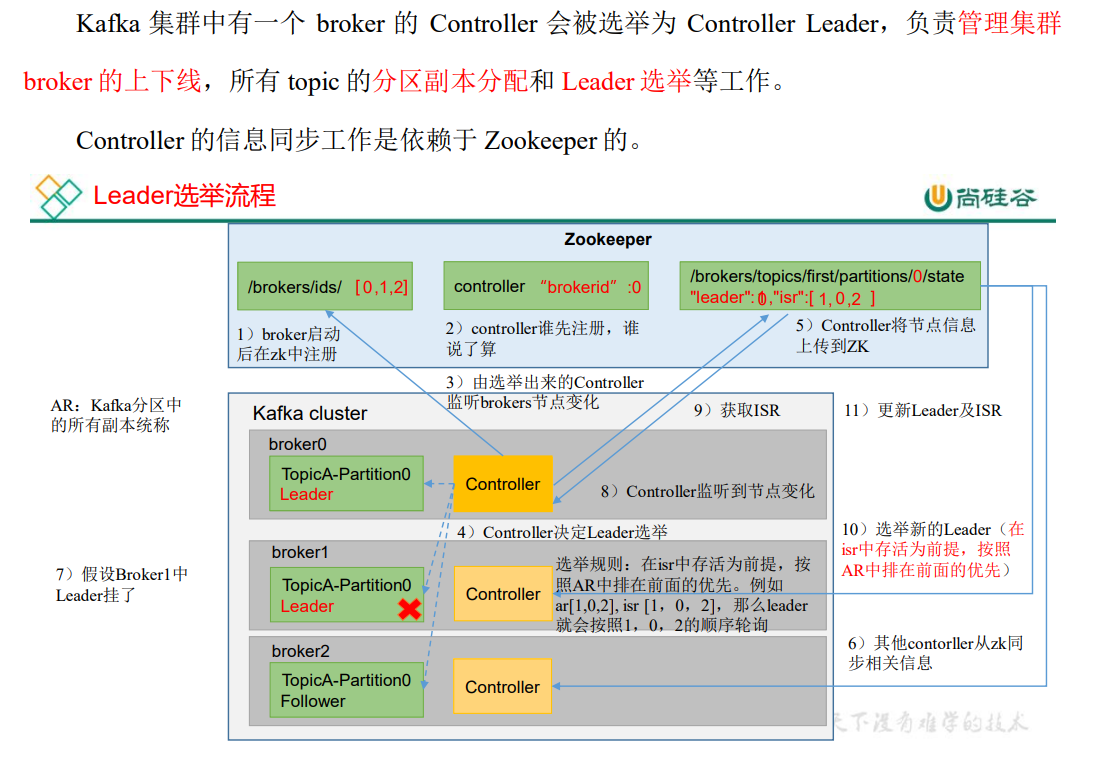 Kafka 集群中有一个 broker 的 Controller 会被选举为 Controller Leader，负责管理集群
broker 的上下线，所有 topic 的分区副本分配和 Leader 选举等工作。
Controller 的信息同步工作是依赖于 Zookeeper 的。
Leader选举流程
尚硅谷
Zookeeper
/brokers/ids/ [0,1,2]
controller “brokerid”:0
/brokers/topics/first/partitions/0/state
"leader": ,"isr":[ 1,0,2 ]
1）broker启动
后在zk中注册
2）controller谁先注册，谁
说了算
5）Controller将节点信息
上传到ZK
3）由选举出来的Controller
监听brokers节点变化
AR：Kafka分区中
的所有副本统称
Kafka cluster
9）获取ISR
11）更新Leader及ISR
broker0
TopicA-Partition0
Leader
Controller
8）Controller监听到节点变化
4）Controller决定Leader选举
broker1
TopicA-Partition0
Leader
Controller
选举规则：在isr中存活为前提，按
照AR中排在前面的优先。例如
ar[1,0,2], isr [1，0，2]，那么leader
就会按照1，0，2的顺序轮询
10）选举新的Leader（在
isr中存活为前提，按照
AR中排在前面的优先）
7）假设Broker1中
Leader挂了
broker2
TopicA-Partition0
Follower
Controller
6）其他contorller从zk同
步相关信息
天下没有难学的技术